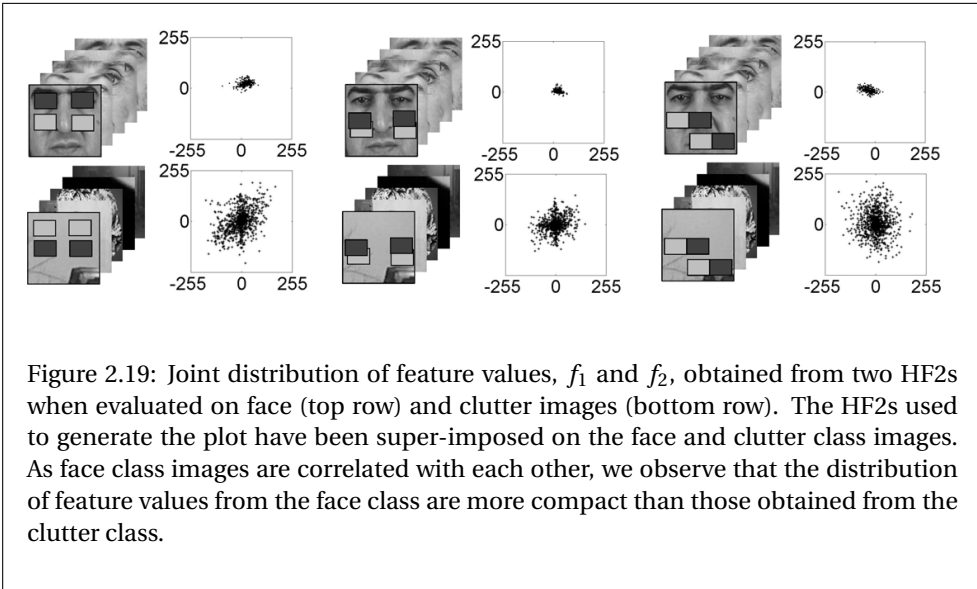 255
0
-255 0 255
255
0
-255 0 255
255
0
-255 0 255
255
0
-255 0 255
255
0
-255 0 255
255
0
-255 0 255
Figure 2.19: Joint distribution of feature values, f1 and f2, obtained from two HF2s
when evaluated on face (top row) and clutter images (bottom row). The HF2s used
to generate the plot have been super-imposed on the face and clutter class images.
As face class images are correlated with each other, we observe that the distribution
of feature values from the face class are more compact than those obtained from the
clutter class.